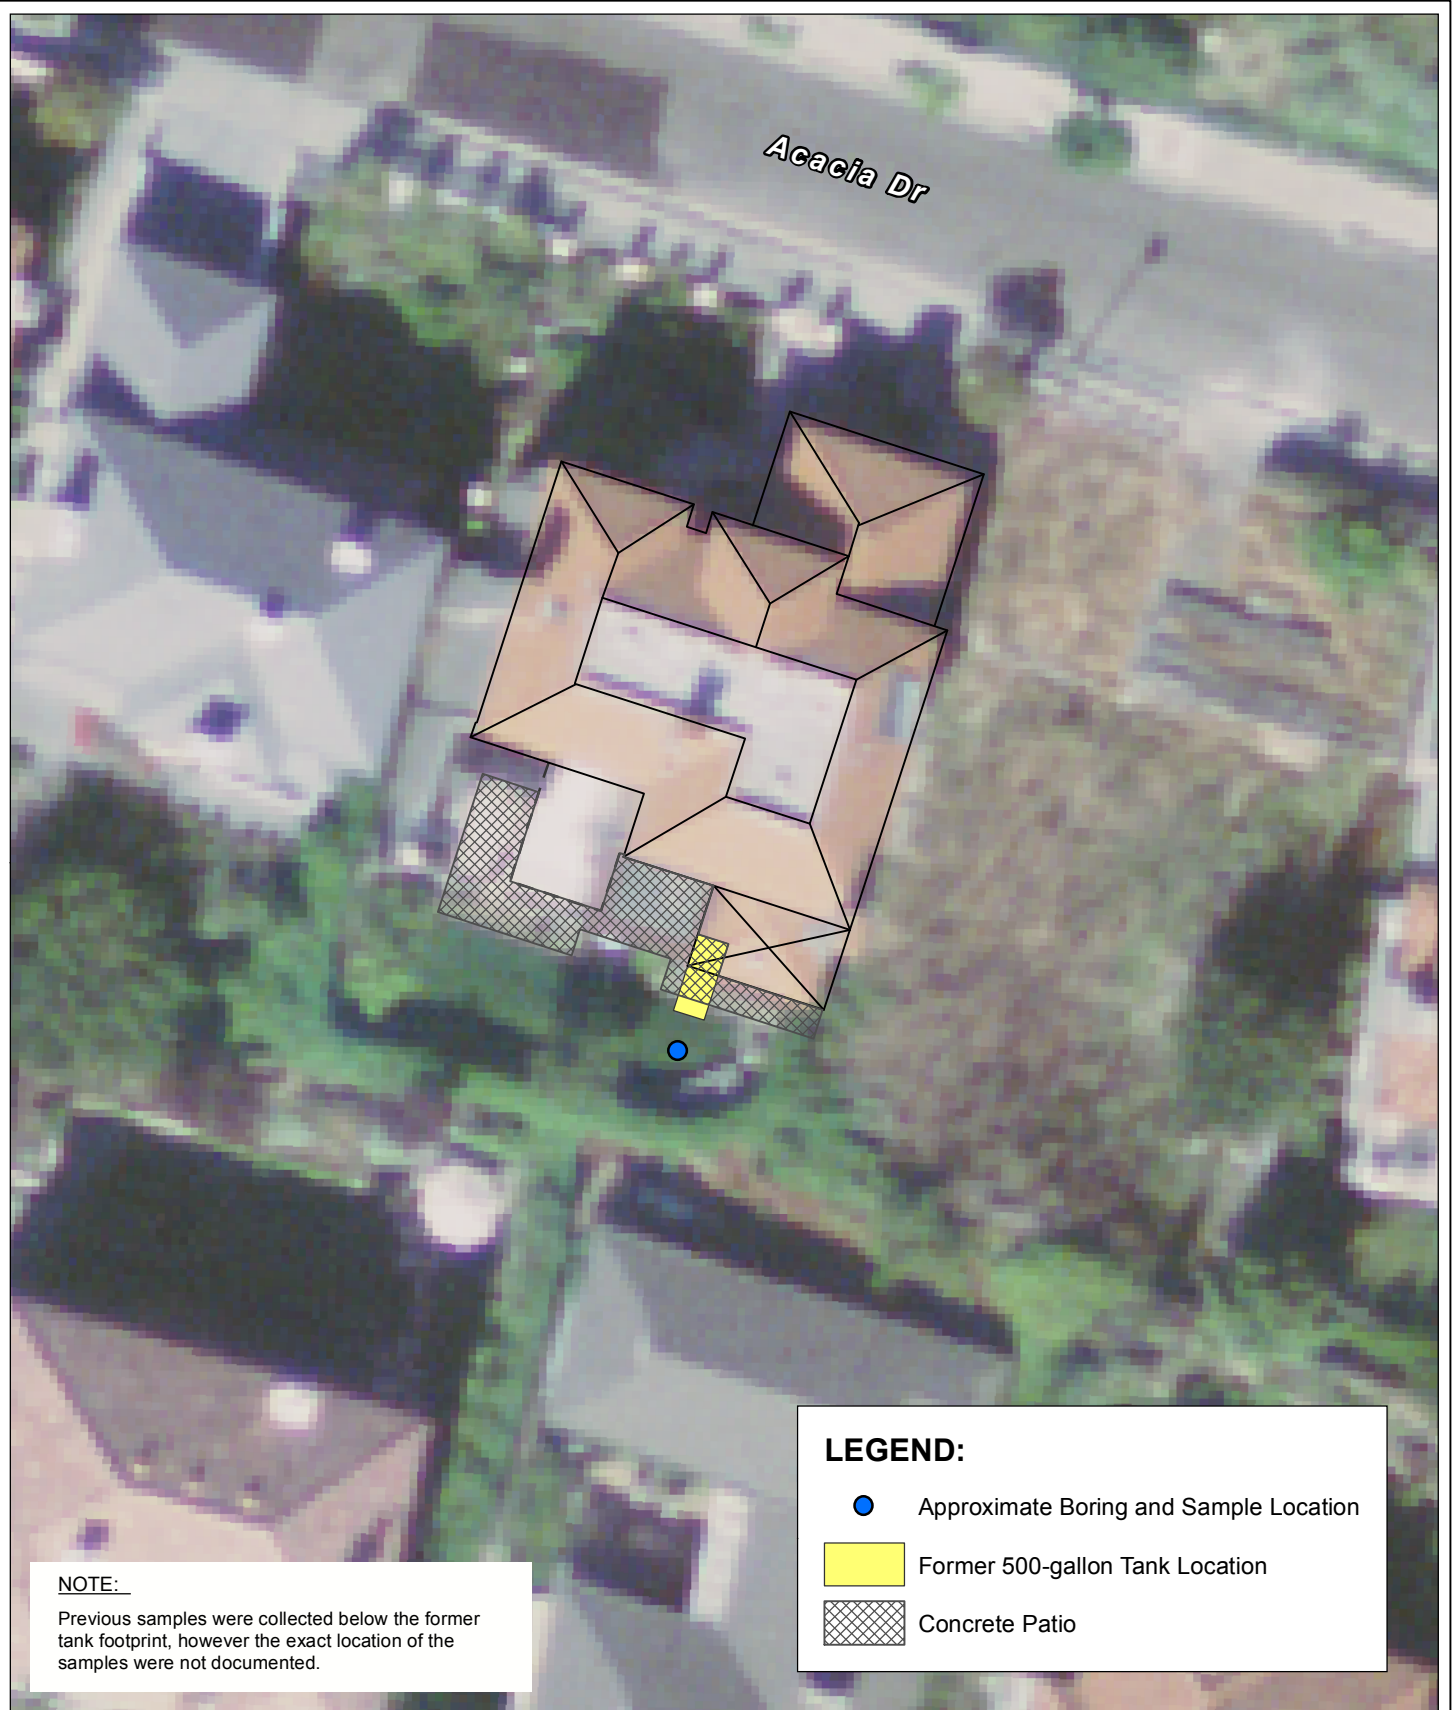 Acacia Dr
LEGEND:
Approximate Boring and Sample Location
Former 500-gallon Tank Location
Concrete Patio
NOTE:
Previous samples were collected below the former
tank footprint, however the exact location of the
samples were not documented.